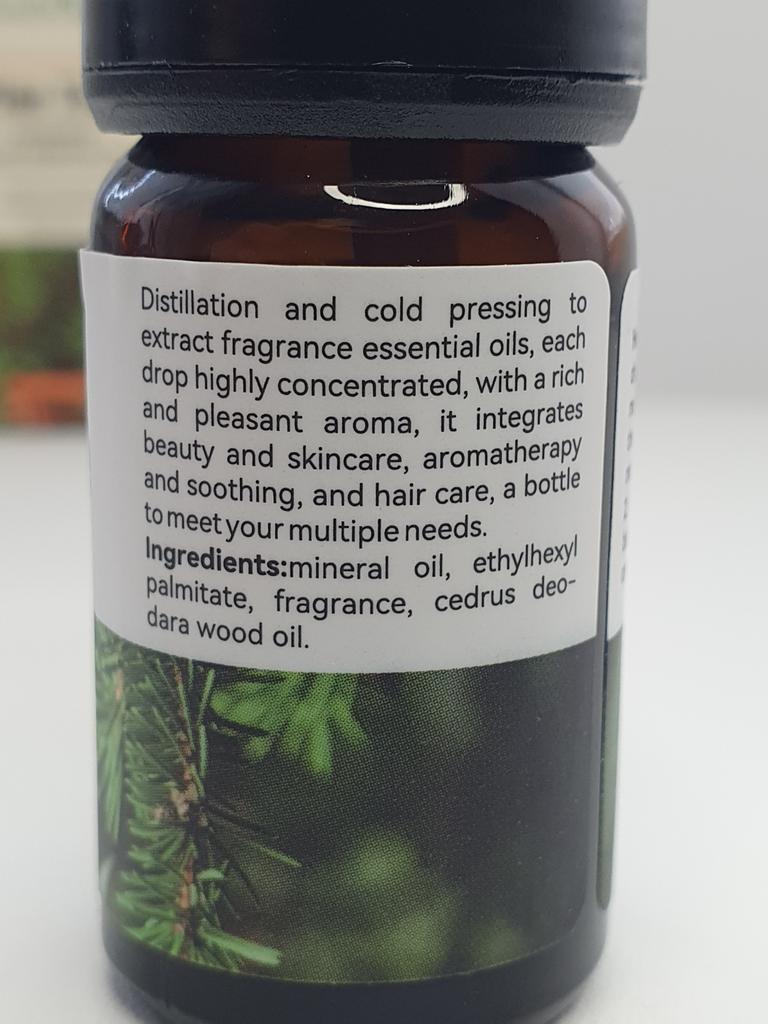 Distillation and cold pressing to
extract fragrance essential oils, each
drop highly concentrated, with a rich
and pleasant aroma, it integrates
beauty and skincare, aromatherapy
and soothing, and hair care, a bottle
to meet your multiple needs.
Ingredients:mineral oil, ethylhexyl
palmitate, fragrance, cedrus deo-
dara wood oil.